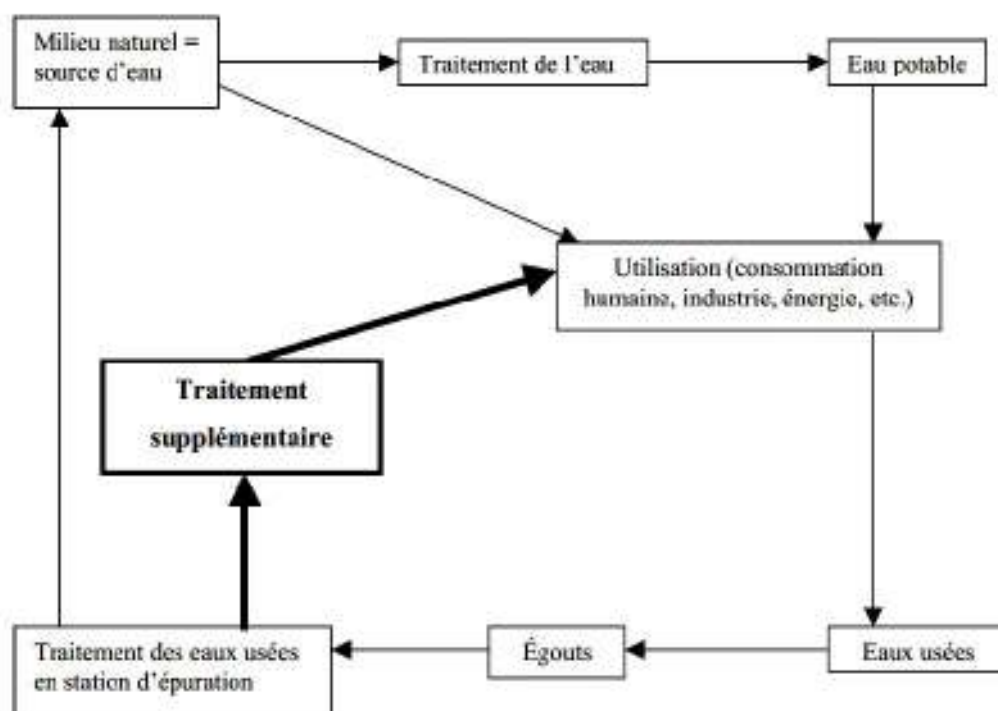 Milieu naturel =
source d’eau
Traitement de l’eau
Eau potable
Utilisation (consommation
humaine, industrie, énergie, etc.)
Traitement
supplémentaire
Traitement des eaux usées
en station d’épuration
Égouts
Eaux usées